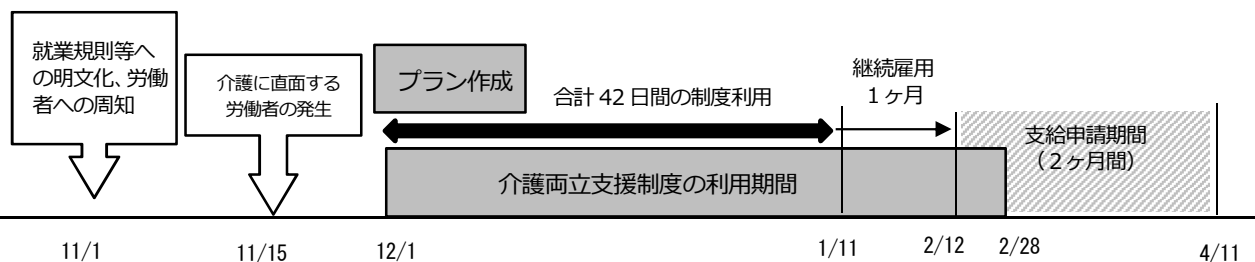 就業規則等へ
の明文化、労働
者への周知
介護に直面する
労働者の発生
プラン作成
合計 42 日間の制度利用
継続雇用
１ヶ月
支給申請期間
（２ヶ月間）
介護両立支援制度の利用期間
11/1
11/15
12/1
1/11
2/12
2/28
4/11